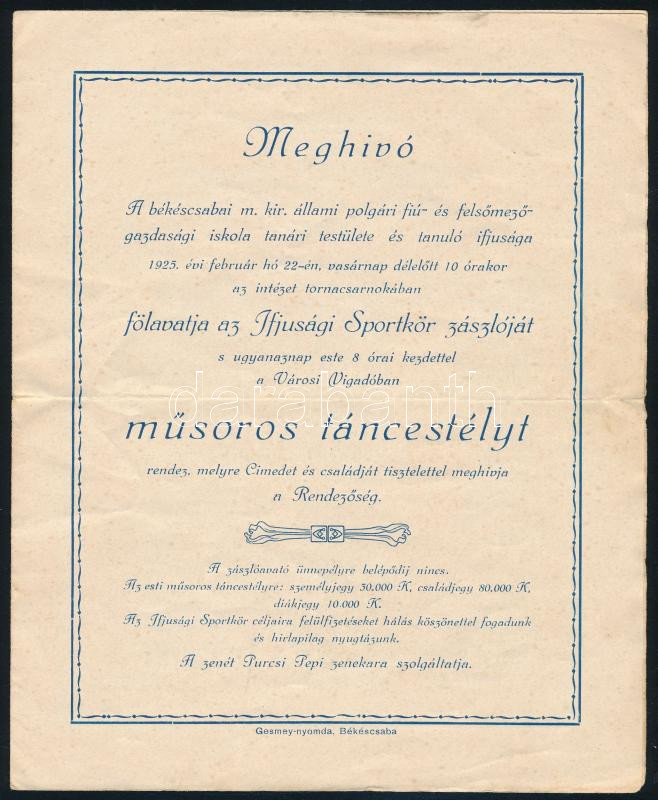 Meghivó
A békéscsabai m. kir. állami polgári fiú- és felsőmező-
gazdasági iskola tanári testülete és tanuló ifjusága
1925. évi február hó 22-én, vasárnap délelőtt 10 órakor
az intézet tornacsarnokában
fölavatja az Ifjusági Sportkör zászlóját
s ugyanaznap este 8 órai kezdettel
a Városi Vigadóban
darabanth
műsoros táncestélyt
rendez, melyre Cimedet és családját tisztelettel meghivja
a Rendezőség.
A zászlóavató ünnepélyre belépődij nincs.
Az esti műsoros táncestélyre: személyjegy 30.000 K, családjegy 80.000 K,
diákjegy 10.000 K.
Az Ifjusági Sportkör céljaira felülfizetéseket hálás köszönettel fogadunk
és hirlapilag nyugtázunk.
A zenét Purcsi Pepi zenekara szolgáltatja.
Gesmey-nyomda, Békéscsaba